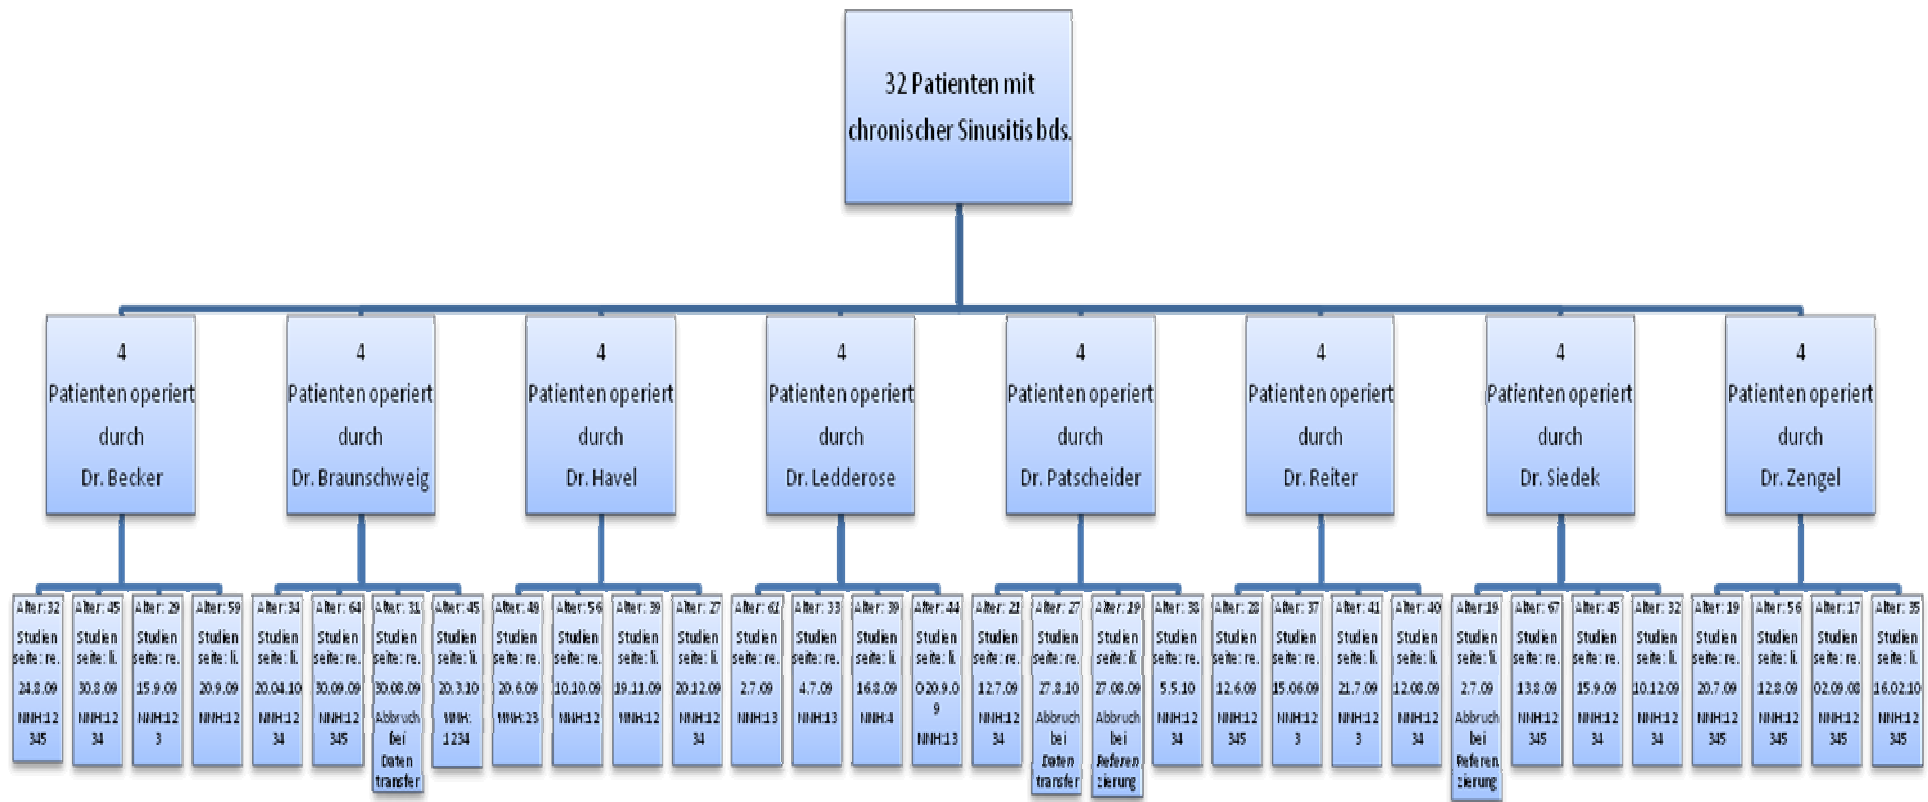 32 Patienten mit
chronischer Sinusitis bds.
4
Patienten operiert
durch
Dr. Becker
4
Patienten operiert
durch
Dr. Braunschweig
4
Patienten operiert
durch
Dr. Havel
4
Patienten operiert
durch
Dr. Ledderose
4
Patienten operiert
durch
Dr. Patscheider
4
Patienten operiert
durch
Dr. Reiter
4
Patienten operiert
durch
Dr. Siedek
4
Patienten operiert
durch
Dr. Zengel
Alter: 32
Studien
seite: re.
24.8.09
NNH:12
345
Alter: 45
Studien
seite: li.
30.8.09
NNH:12
34
Alter: 29
Studien
seite: re.
15.9.09
NNH:12
3
Alter: 59
Studien
seite: li.
20.9.09
NNH:12
Alter: 34
Studien
seite: li.
20.04.10
NNH:12
34
Alter: 64
Studien
seite: re.
30.09.09
NNH:12
345
Alter: 31
Studien
seite: re.
30.08.09
Abbruch
bei
Daten
transfer
Alter: 45
Studien
seite: li.
20.3.10
NNH:
1234
Alter: 49
Studien
seite: re.
20.6.09
NNH:23
Alter: 56
Studien
seite: li.
10.10.09
NNH:12
Alter: 39
Studien
seite: re.
19.11.09
NNH:12
Alter: 27
Studien
seite: li.
20.12.09
NNH:12
34
Alter: 61
Studien
seite: re.
2.7.09
NNH:13
Alter: 33
Studien
seite: re.
4.7.09
NNH:13
Alter: 39
Studien
seite: li.
16.8.09
NNH:4
Alter: 44
Studien
seite: li.
O20.9.0
9
NNH:13
Alter: 21
Studien
seite: re.
12.7.09
NNH:12
34
Alter: 27
Studien
seite: re.
27.8.10
Abbruch
bei
Daten
transfer
Alter: 19
Studien
seite: li.
27.08.09
Abbruch
bei
Referen
zierung
Alter: 38
Studien
seite: re.
5.5.10
NNH:12
34
Alter: 28
Studien
seite: li.
12.6.09
NNH:12
345
Alter: 37
Studien
seite: re.
15.06.09
NNH:12
3
Alter: 41
Studien
seite: li.
21.7.09
NNH:12
3
Alter: 40
Studien
seite: re.
12.08.09
NNH:12
34
Alter:19
Studien
seite: li.
2.7.09
Abbruch
bei
Referen
zierung
Alter: 67
Studien
seite: li.
13.8.09
NNH:12
345
Alter: 45
Studien
seite: re.
15.9.09
NNH:12
34
Alter: 32
Studien
seite: li.
10.12.09
NNH:12
34
Alter: 19
Studien
seite: re.
20.7.09
NNH:12
345
Alter: 56
Studien
seite: li.
12.8.09
NNH:12
345
Alter: 17
Studien
seite: re.
02.09.08
NNH:12
345
Alter: 35
Studien
seite: li.
16.02.10
NNH:12
345